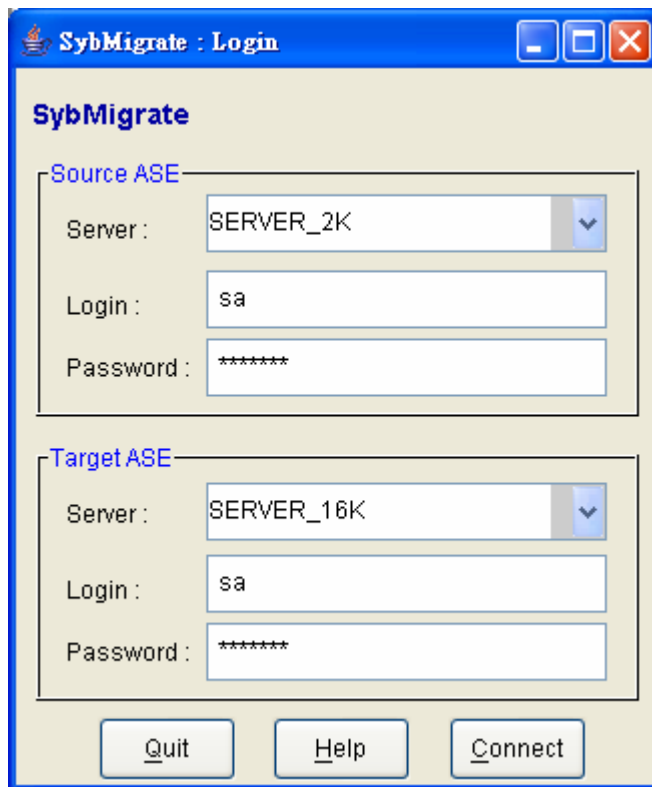 SybMigrate : Login
SybMigrate
Source ASE
Server : SERVER_2K
Login : sa
Password : *******
Target ASE
Server : SERVER_16K
Login : sa
Password : *******
Quit Help Connect